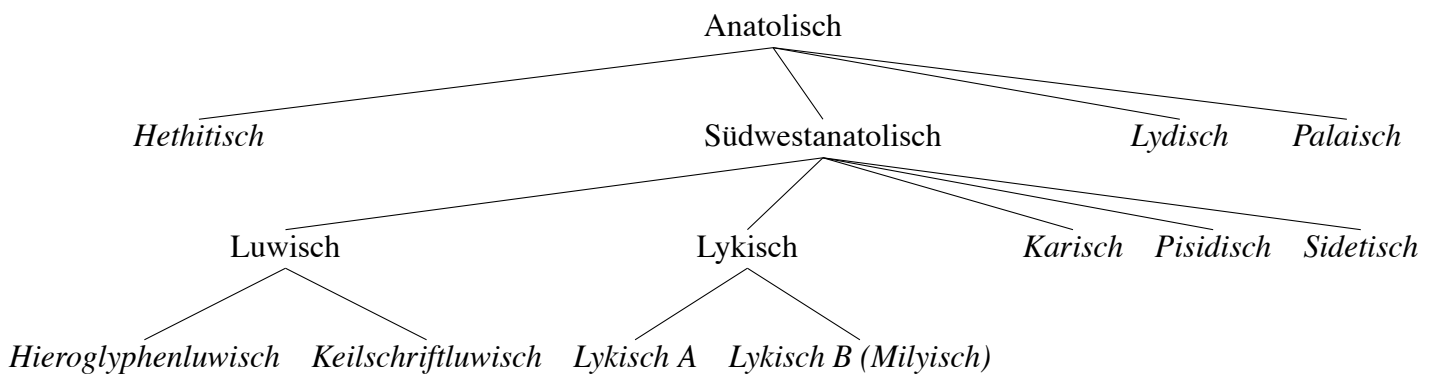 Anatolisch
Hethitisch Südwestanatolisch Lydisch Palaisch
Luwisch Lykisch Karisch Pisidisch Sidetisch
Hieroglyphenluwisch Keilschriftluwisch Lykisch A Lykisch B (Milyisch)